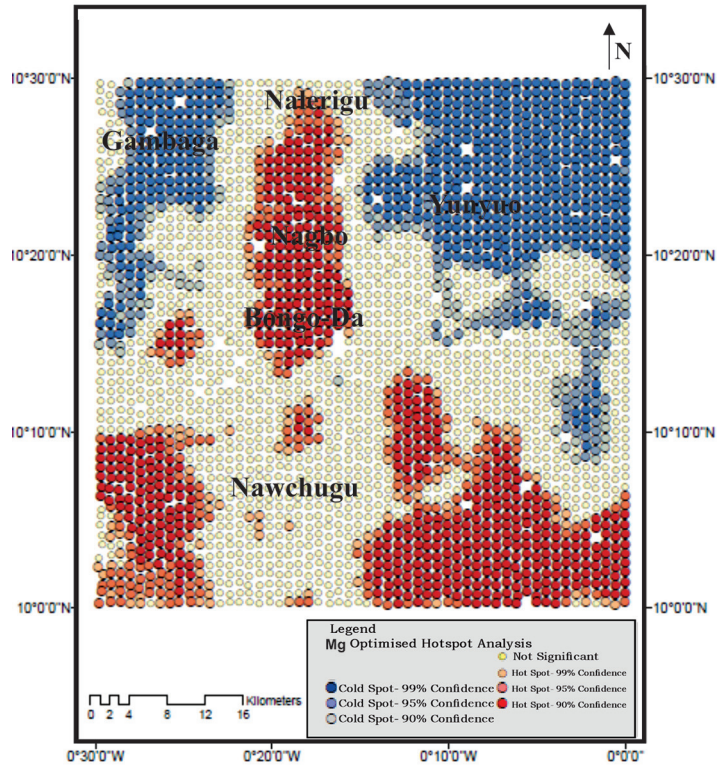 N
10°30'0"N
10°30'0"N
Nalerigu
Gambaga
Yunyuo
Nagbo
10°20'0"N
10°20'0"N
Bongo-Da
10°10'0"N
10°10'0"N
Nawchugu
10°0'0"N
10°0'0"N
Legend
Mg Optimised Hotspot Analysis
Not Significant
Hot Spot- 99% Confidence
Cold Spot- 99% Confidence Hot Spot- 95% Confidence
Cold Spot- 95% Confidence Hot Spot- 90% Confidence
Cold Spot- 90% Confidence
Kilometers
0 2 4 8 12 16
0°30'0"W 0°20'0"W 0°10'0"W 0°0'0"